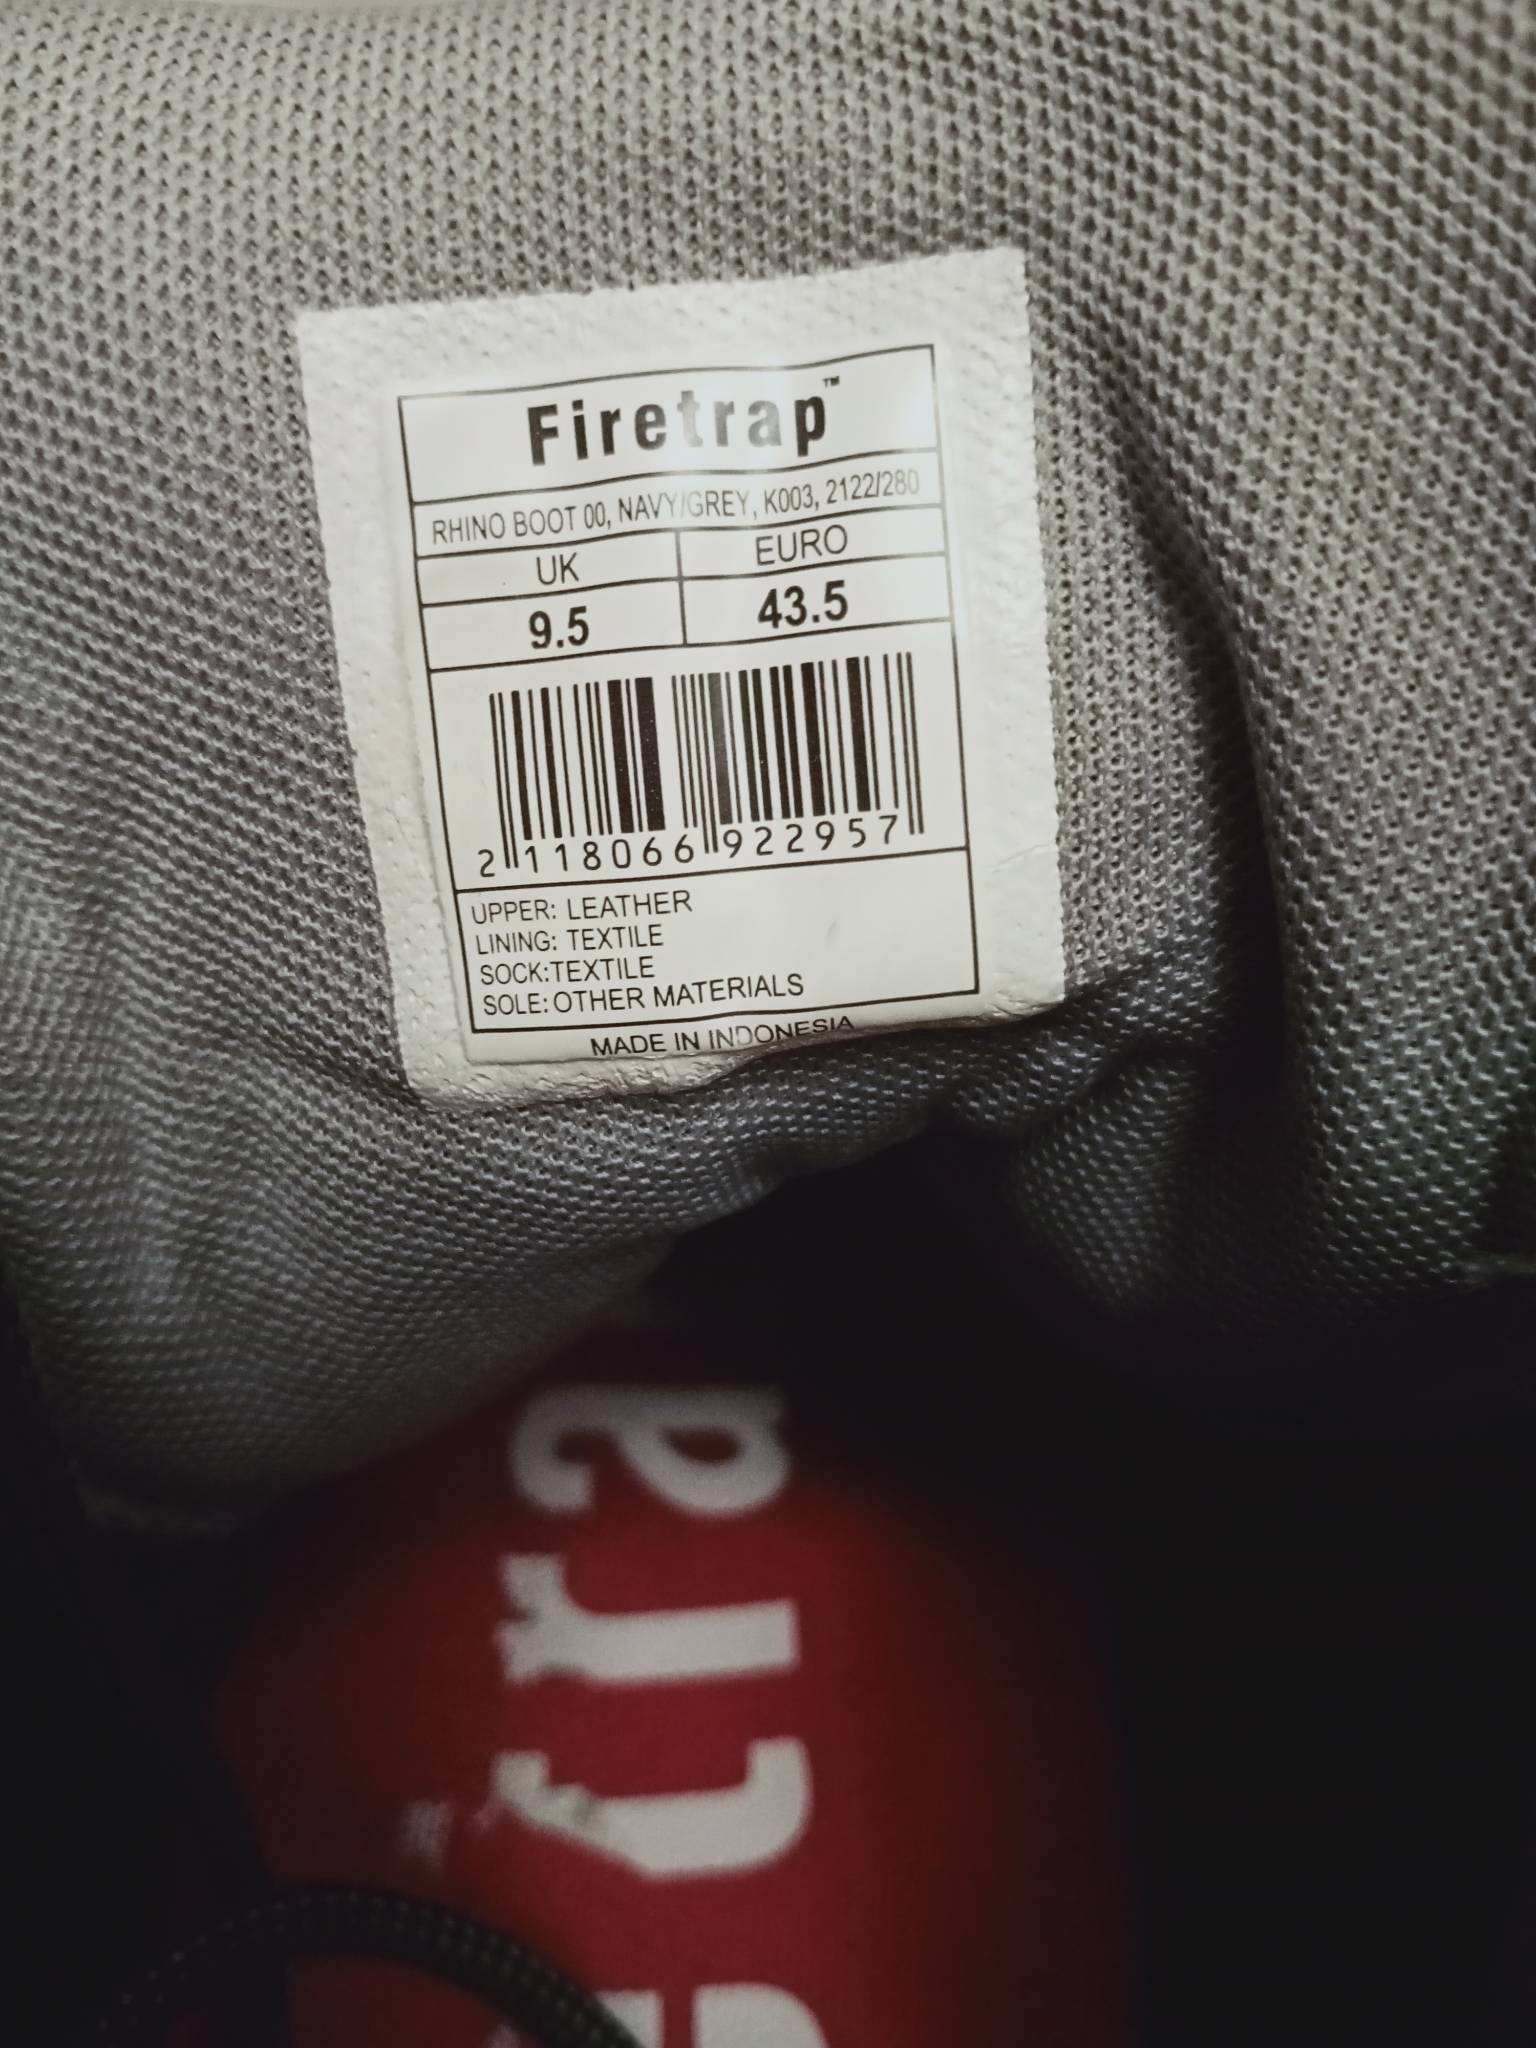 Firetrap™
RHINO BOOT 00, NAVY/GREY, K003, 2122/280
UK EURO
9.5 43.5
2 118066 922957
UPPER: LEATHER
LINING: TEXTILE
SOCK:TEXTILE
SOLE: OTHER MATERIALS
MADE IN INDONESIA
etra